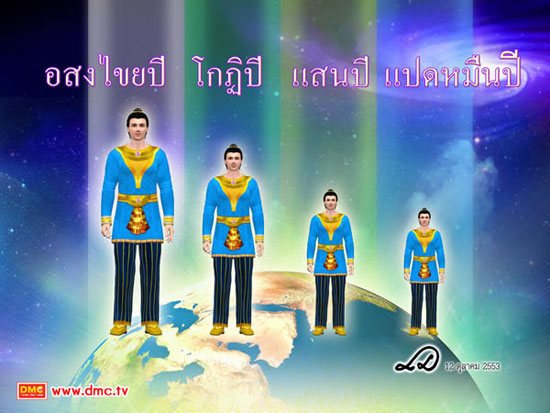 อสงไขยปี โกฏิปี แสนปี แปดหมื่นปี
12 ตุลาคม 2553
DMC www.dmc.tv